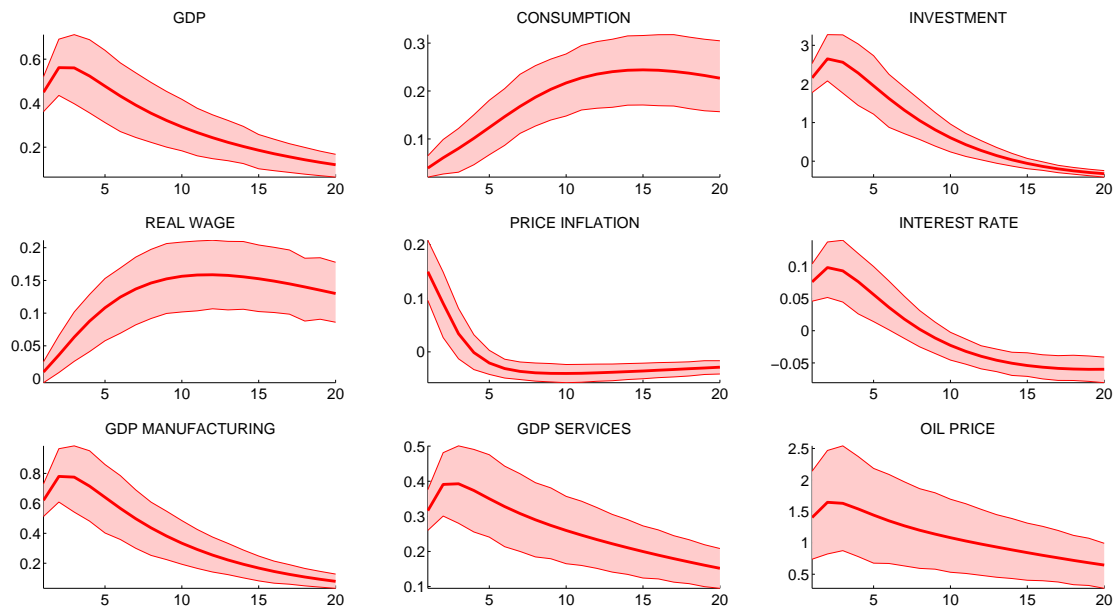 GDP
0.6
0.4
0.2
5 10 15 20
CONSUMPTION
0.3
0.2
0.1
5 10 15 20
INVESTMENT
3
2
1
0
5 10 15 20
REAL WAGE
0.2
0.15
0.1
0.05
0
5 10 15 20
PRICE INFLATION
0.2
0.1
0
5 10 15 20
INTEREST RATE
0.1
0.05
0
−0.05
5 10 15 20
GDP MANUFACTURING
0.8
0.6
0.4
0.2
5 10 15 20
GDP SERVICES
0.5
0.4
0.3
0.2
0.1
5 10 15 20
OIL PRICE
2.5
2
1.5
1
0.5
5 10 15 20